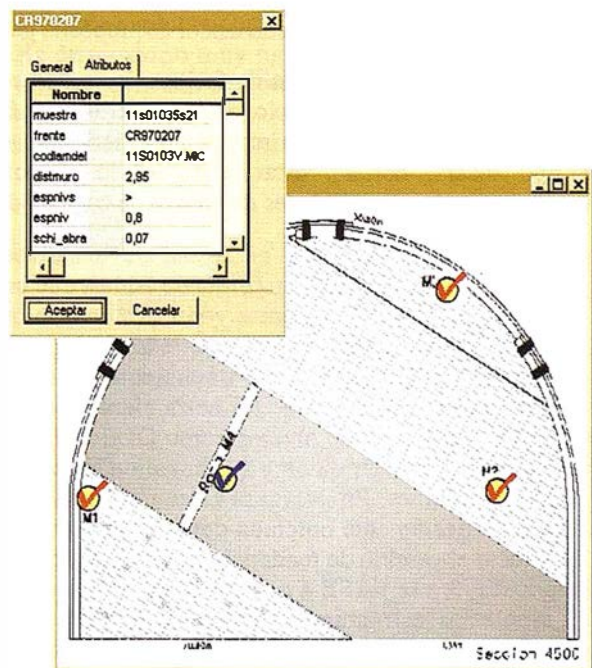 CR970207
General Atributos
Nombre
muestra 11s01035s21
frente CR970207
codlamdel 11S0103V.MIC
distmuro 2,95
espnivs >
espniv 0,8
schi_abra 0,07
Aceptar Cancelar
M2
M1
Seccion 4500